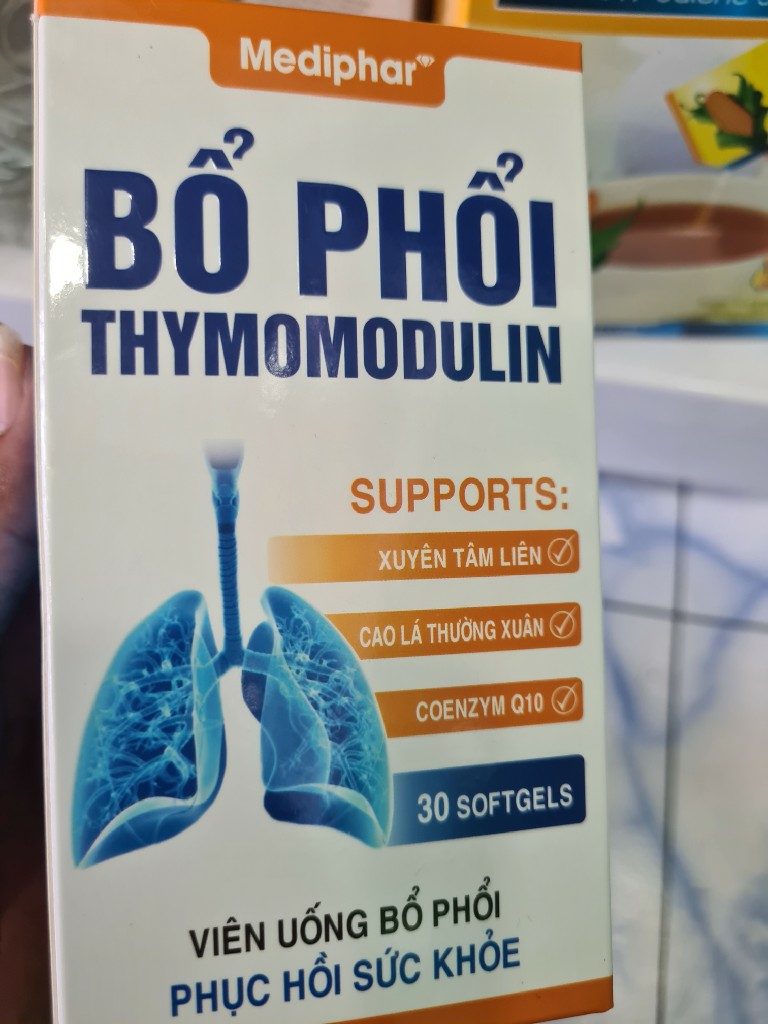 Mediphar
BỔ PHỔI
THYMOMODULIN
SUPPORTS:
XUYÊN TÂM LIÊN
CAO LÁ THƯỜNG XUÂN
COENZYM Q10
30 SOFTGELS
VIÊN UỐNG BỔ PHỔI
PHỤC HỒI SỨC KHỎE